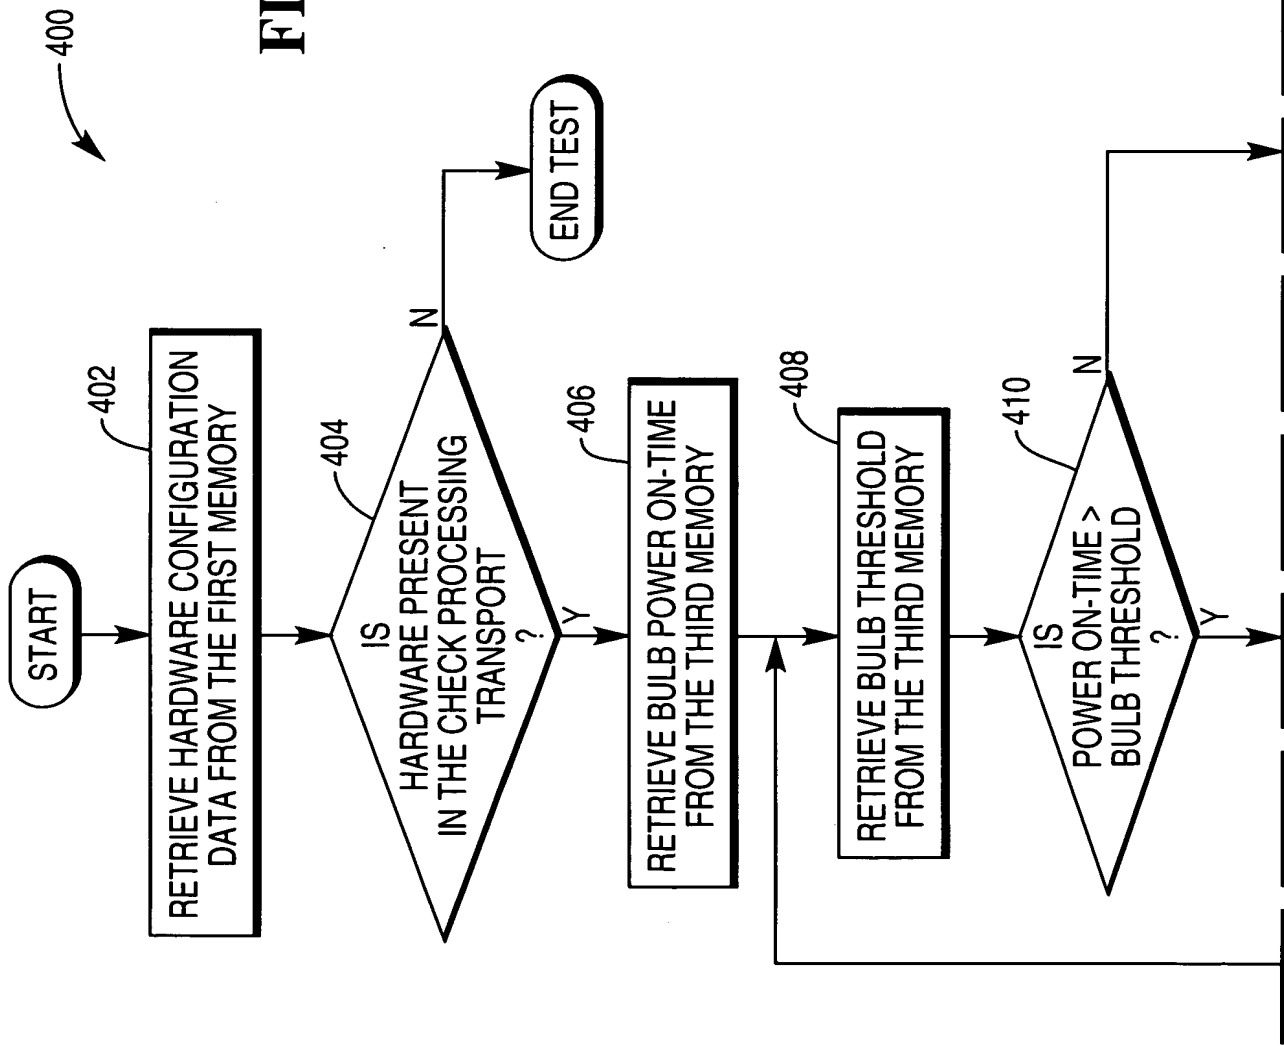 400
FI
START
402
RETRIEVE HARDWARE CONFIGURATION
DATA FROM THE FIRST MEMORY
404
IS
HARDWARE PRESENT
IN THE CHECK PROCESSING
TRANSPORT
?
N
END TEST
Y
406
RETRIEVE BULB POWER ON-TIME
FROM THE THIRD MEMORY
408
RETRIEVE BULB THRESHOLD
FROM THE THIRD MEMORY
410
IS
POWER ON-TIME >
BULB THRESHOLD
?
N
Y